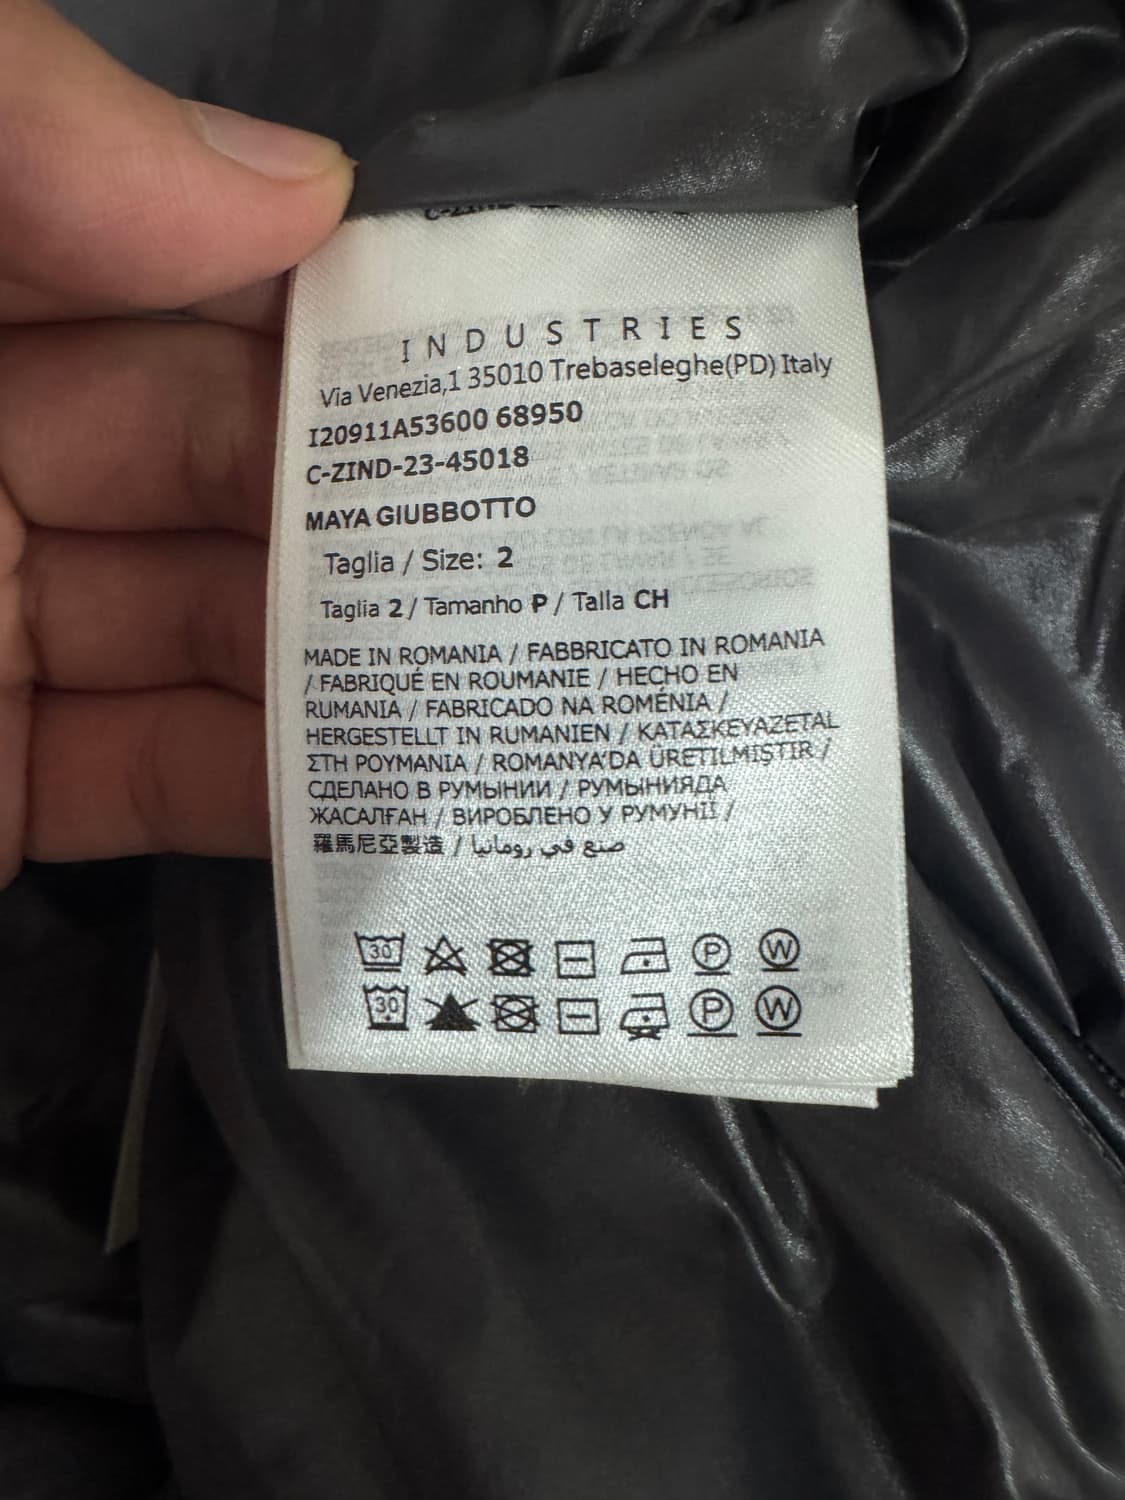 INDUSTRIES
Via Venezia,1 35010 Trebaseleghe(PD) Italy
I20911A53600 68950
C-ZIND-23-45018
MAYA GIUBBOTTO
Taglia / Size: 2
Taglia 2 / Tamanho P / Talla CH
MADE IN ROMANIA / FABBRICATO IN ROMANIA
/ FABRIQUÉ EN ROUMANIE / HECHO EN
RUMANIA / FABRICADO NA ROMÉNIA /
HERGESTELLT IN RUMANIEN / ΚΑΤΑΣΚΕΥΑΖΕΤΑL
ΣΤΗ ΡΟΥΜΑΝΙΑ / ROMANYA'DA ÜRETILMIŞTIR /
СДЕЛАНО В РУМЫНИИ / РУМЫНИЯДА
ЖАСАЛҒАН / ВИРОБЛЕНО У РУМУНІЇ /
羅馬尼亞製造 / صنع في رومانيا
30 P W
30 P W